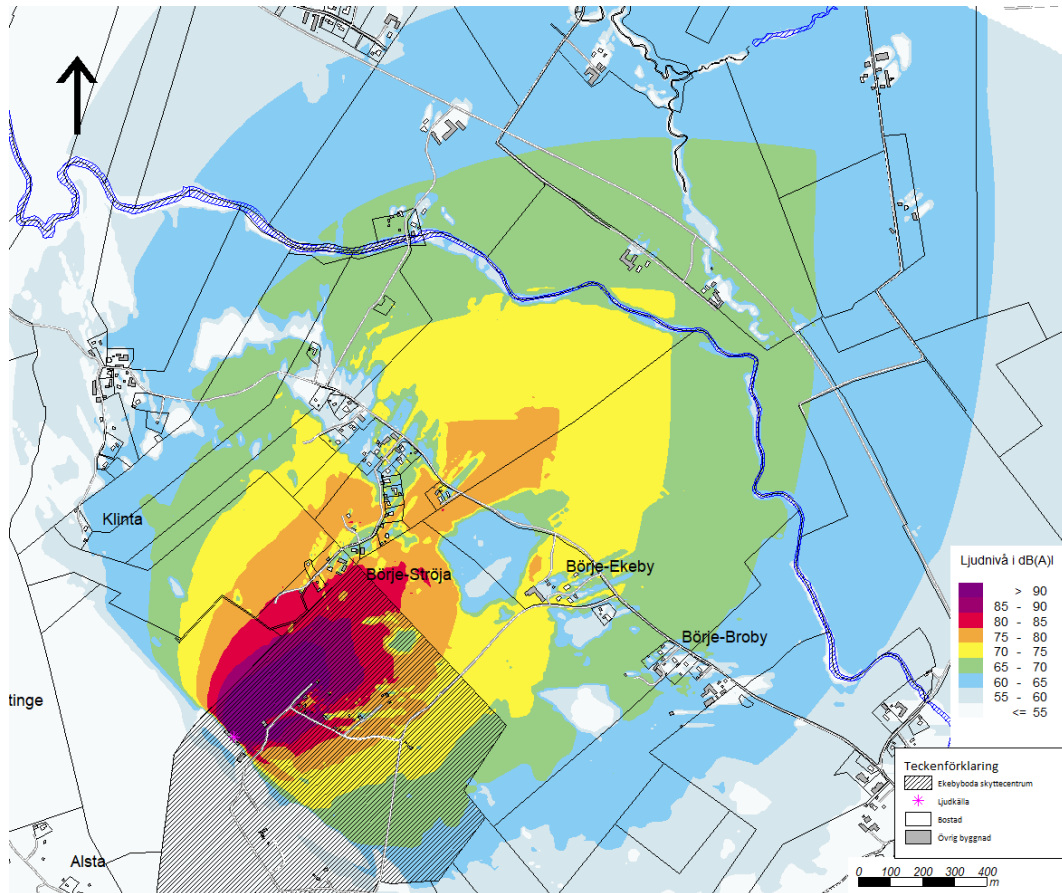 Klinta
Börje-Ströja
Börje-Ekeby
Börje-Broby
tinge
Alsta
Ljudnivå i dB(A)I
> 90
85 - 90
80 - 85
75 - 80
70 - 75
65 - 70
60 - 65
55 - 60
<= 55
Teckenförklaring
Ekebyboda skyttecentrum
Ljudkälla
Bostad
Övrig byggnad
0 100 200 300 400
m